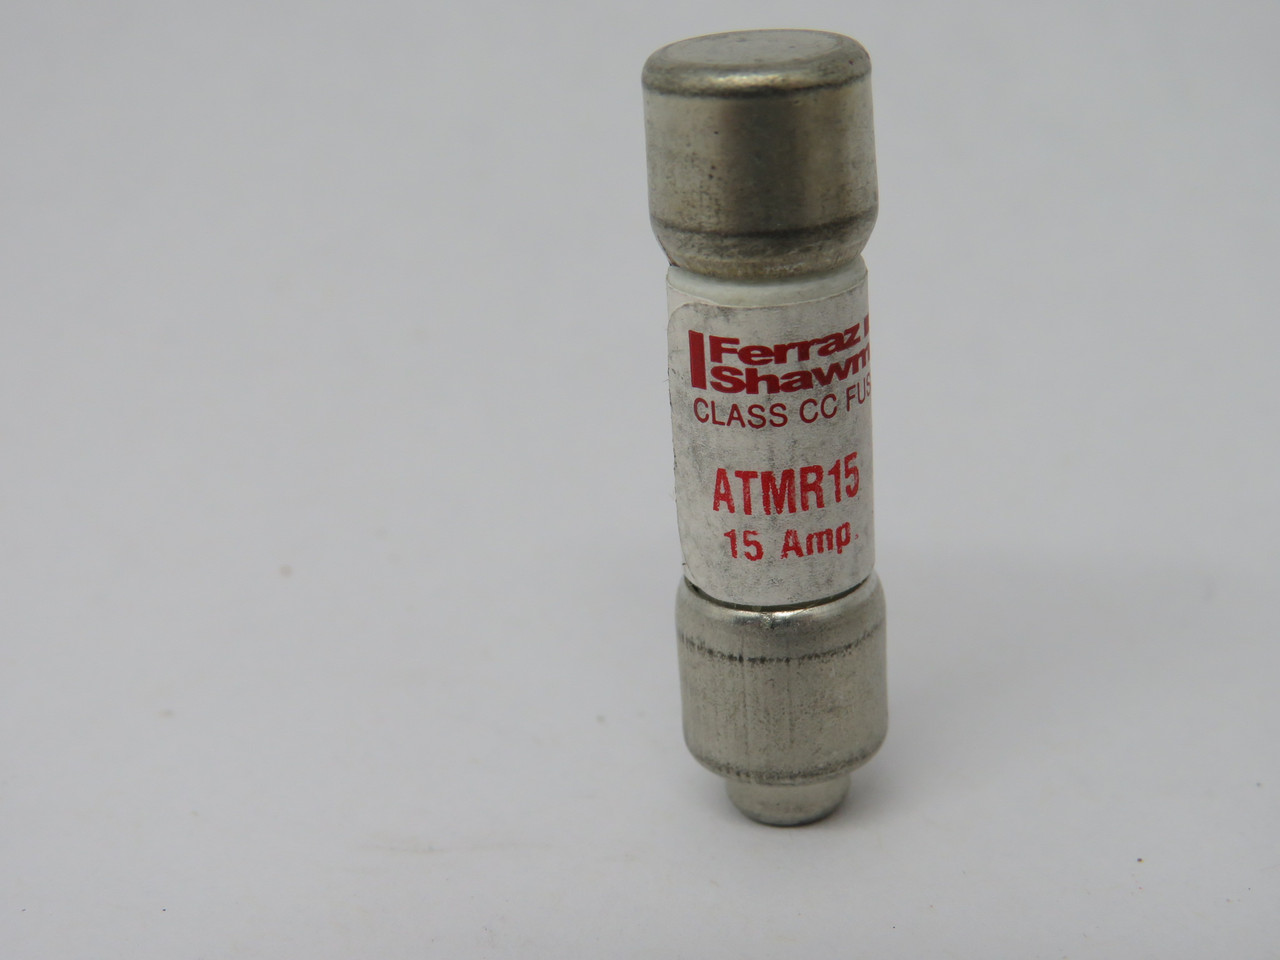 Ferraz
Shawm
CLASS CC FUS
ATMR15
15 Amp.